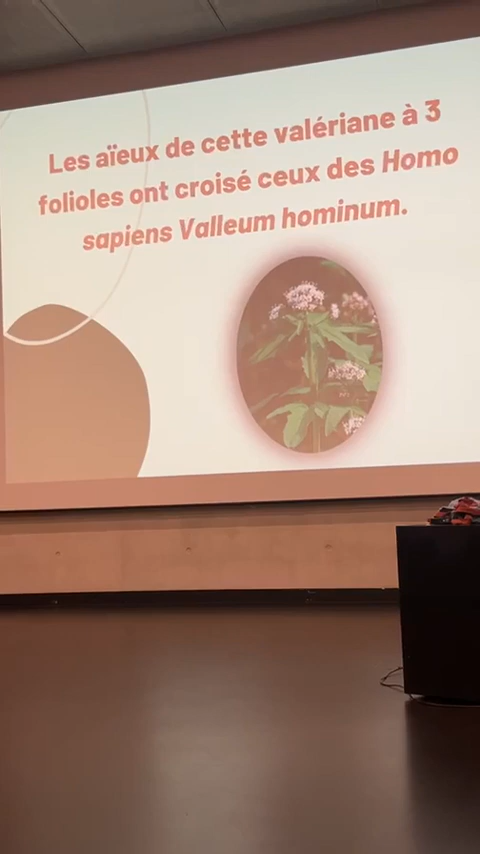 Les aïeux de cette valériane à 3
folioles ont croisé ceux des Homo
sapiens Valleum hominum.